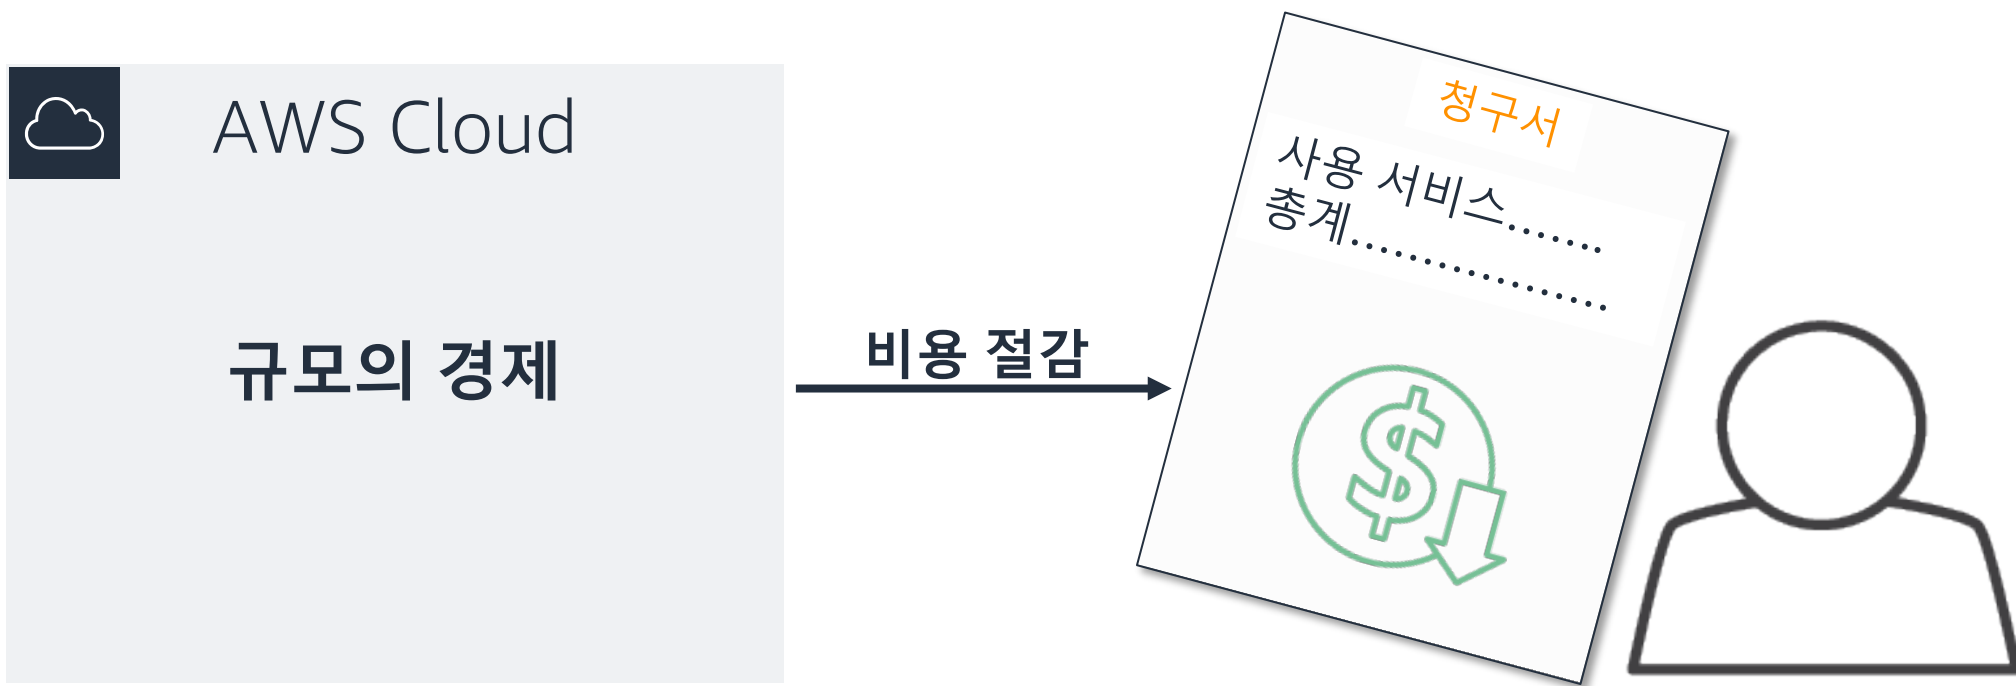 AWS Cloud
규모의 경제
비용 절감
청구서
사용 서비스.......
총계..................
$